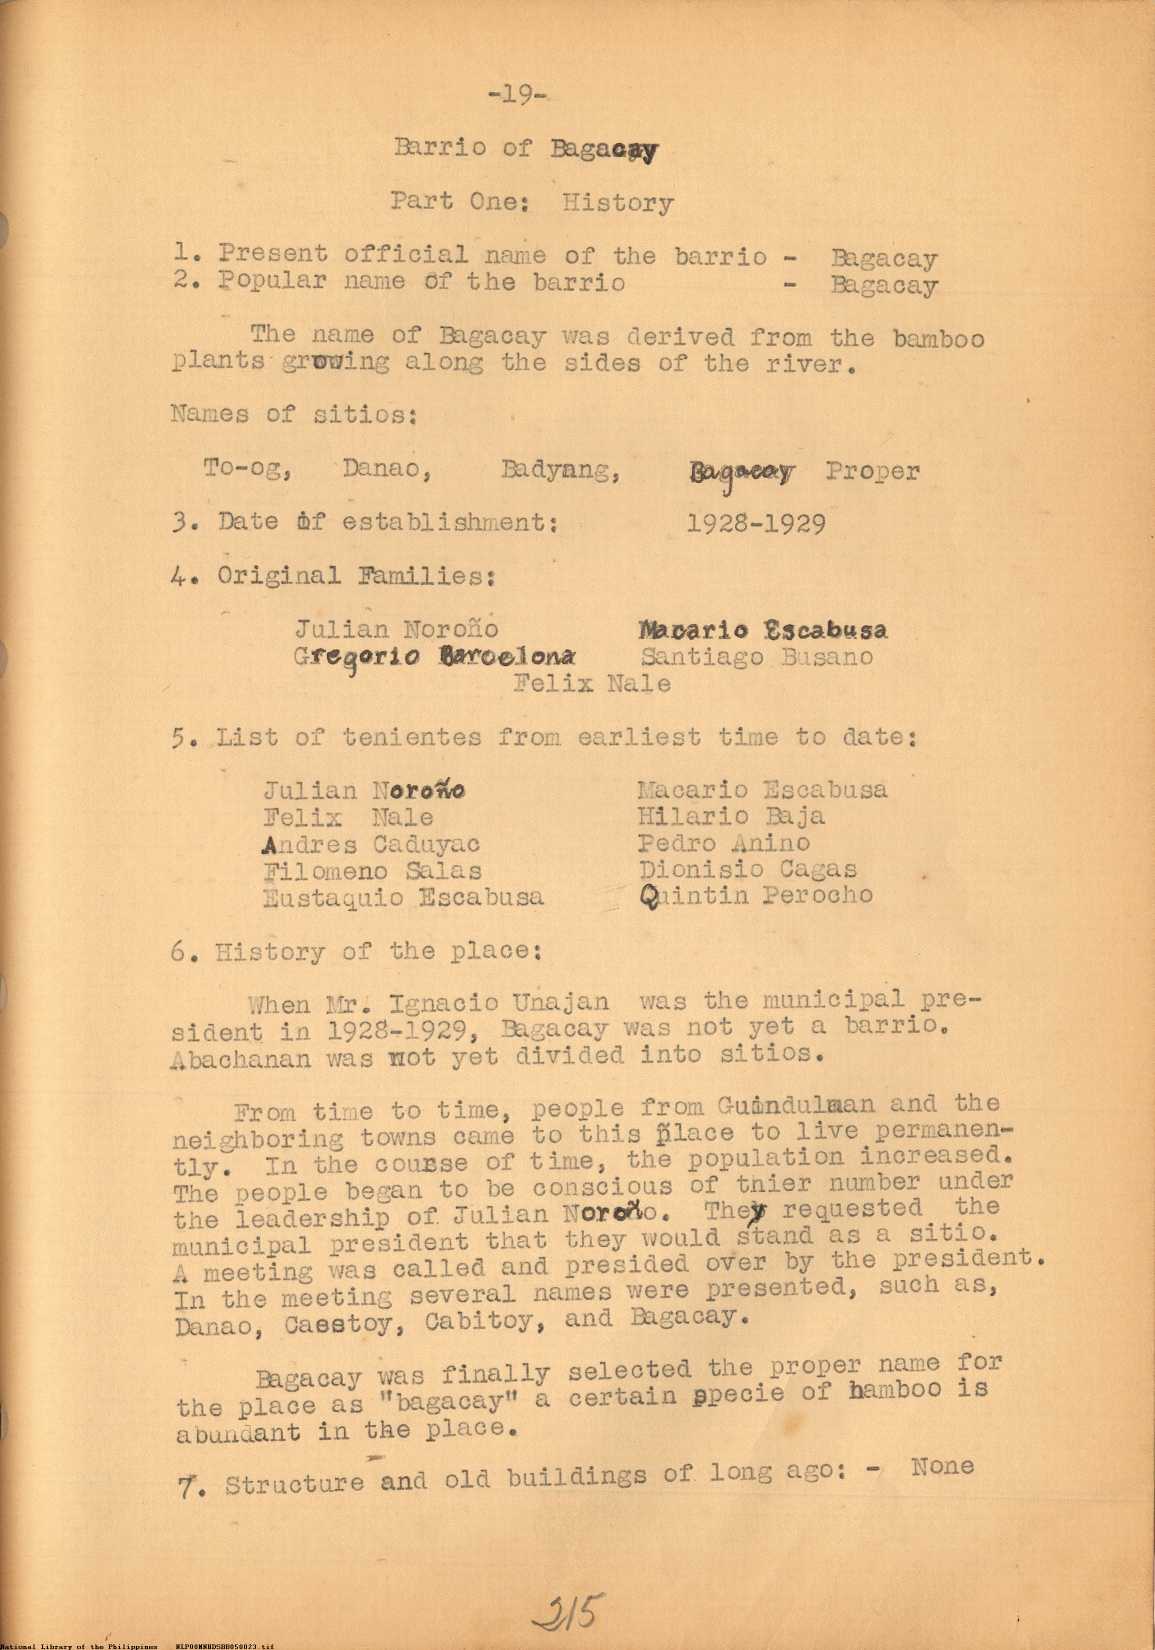 -19-
Barrio of Bagacay
Part One: History
1. Present official name of the barrio - Bagacay
2. Popular name of the barrio - Bagacay
The name of Bagacay was derived from the bamboo
plants growing along the sides of the river.
Names of sitios:
To-og, Danao, Badyang, Bagacay Proper
3. Date of establishment: 1928-1929
4. Original Families:
Julian Noroño Macario Escabusa
Gregorio Barcelona Santiago Busano
Felix Nale
5. List of tenientes from earliest time to date:
Julian Noroño Macario Escabusa
Felix Nale Hilario Baja
Andres Caduyac Pedro Anino
Filomeno Salas Dionisio Cagas
Eustaquio Escabusa Quintin Perocho
6. History of the place:
When Mr. Ignacio Unajan was the municipal pre-
sident in 1928-1929, Bagacay was not yet a barrio.
Abachanan was not yet divided into sitios.
From time to time, people from Guindulman and the
neighboring towns came to this place to live permanen-
tly. In the course of time, the population increased.
The people began to be conscious of thier number under
the leadership of Julian Noroño. They requested the
municipal president that they would stand as a sitio.
A meeting was called and presided over by the president.
In the meeting several names were presented, such as,
Danao, Caestoy, Cabitoy, and Bagacay.
Bagacay was finally selected the proper name for
the place as "bagacay" a certain specie of bamboo is
abundant in the place.
7. Structure and old buildings of long ago: - None
215
National Library of the Philippines NLP00MNBDSHB050023.tif